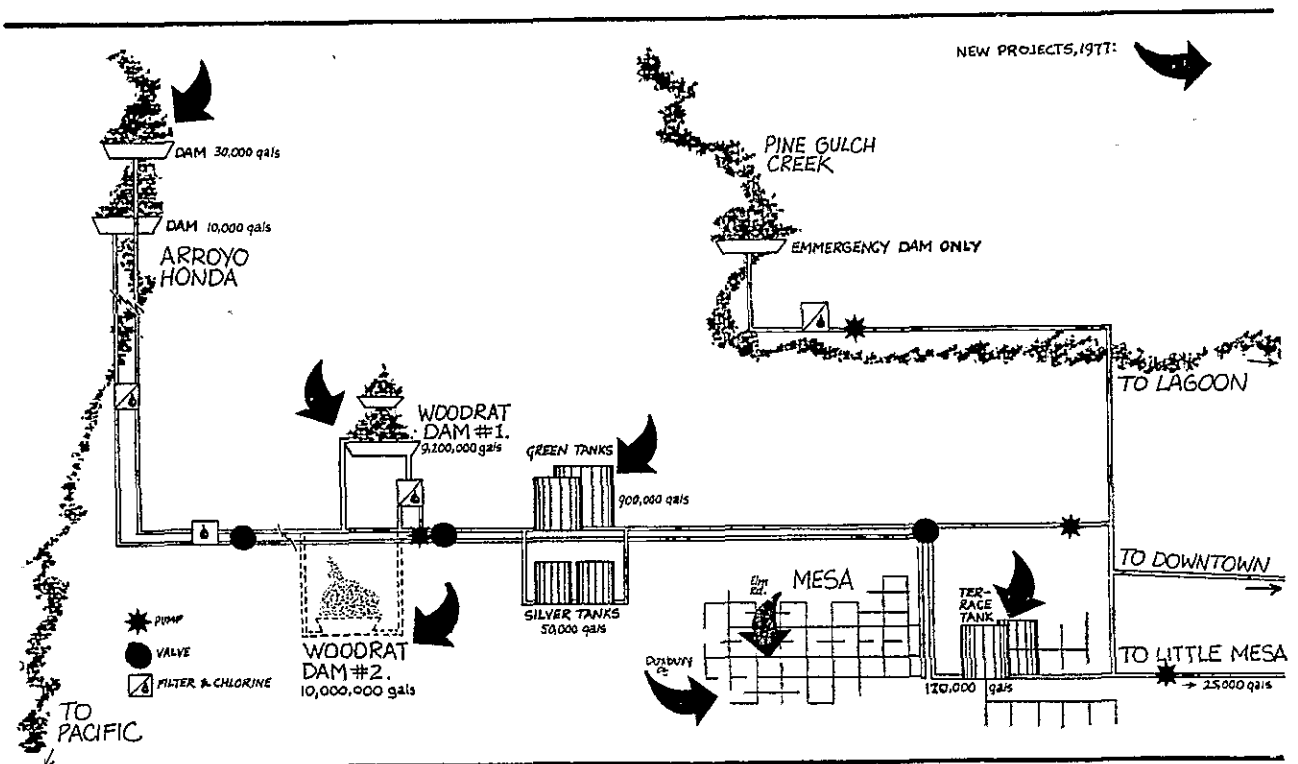 NEW PROJECTS, 1977:
DAM 30,000 gals
DAM 10,000 gals
ARROYO
HONDA
PINE GULCH
CREEK
EMMERGENCY DAM ONLY
TO LAGOON
WOODRAT
DAM #1.
9,200,000 gals
GREEN TANKS
900,000 gals
SILVER TANKS
50,000 gals
WOODRAT
DAM #2.
10,000,000 gals
PUMP
VALVE
FILTER & CHLORINE
TO
PACIFIC
Elm
Rd.
MESA
Duxbury
TER-
RACE
TANK
120,000 gals
TO DOWNTOWN
TO LITTLE MESA
25,000 gals